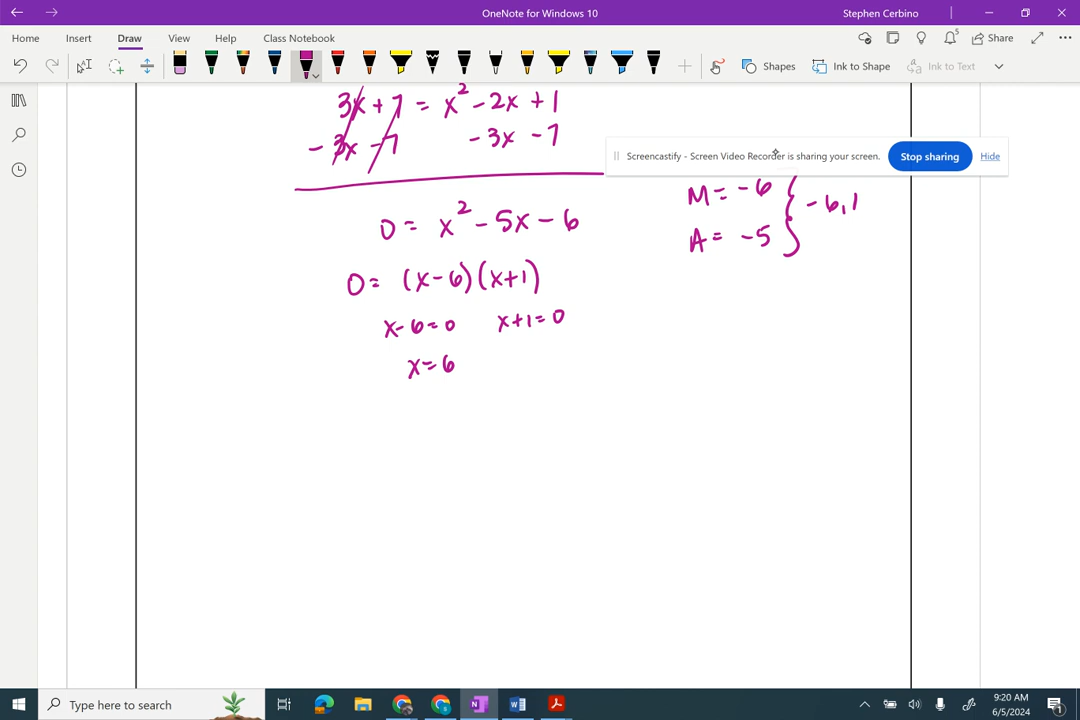 OneNote for Windows 10
Stephen Cerbino
Home Insert Draw View Help Class Notebook
5 Share
Shapes Ink to Shape Ink to Text
3x + 7 = x² - 2x + 1
- 3x - 7 - 3x - 7
Screencastify - Screen Video Recorder is sharing your screen. Stop sharing Hide
M = -6
- 6, 1
A = -5
0 = x² - 5x - 6
0 = (x - 6)(x + 1)
x - 6 = 0 x + 1 = 0
x = 6
Type here to search
9:20 AM
6/5/2024
1